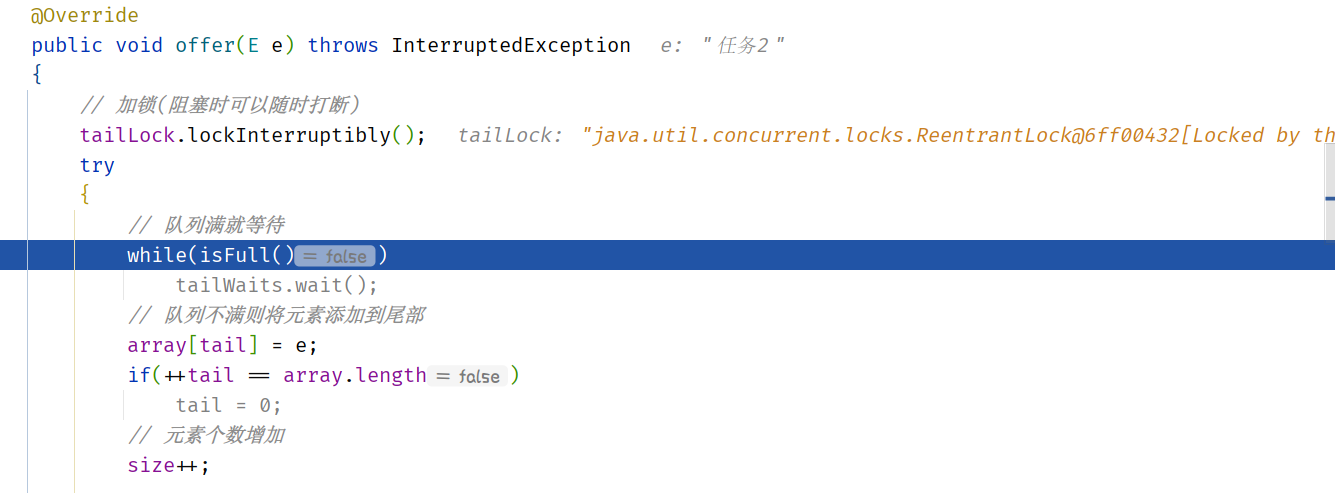 @Override
public void offer(E e) throws InterruptedException e: "任务2"
{
// 加锁(阻塞时可以随时打断)
tailLock.lockInterruptibly(); tailLock: "java.util.concurrent.locks.ReentrantLock@6ff00432[Locked by th
try
{
// 队列满就等待
while(isFull() = false )
tailWaits.wait();
// 队列不满则将元素添加到尾部
array[tail] = e;
if(++tail == array.length = false )
tail = 0;
// 元素个数增加
size++;